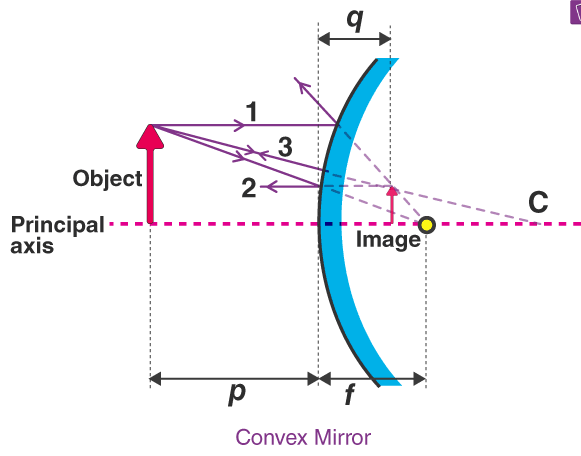 q
1
3
Object
2
C
Principal
axis
Image
p
f
Convex Mirror